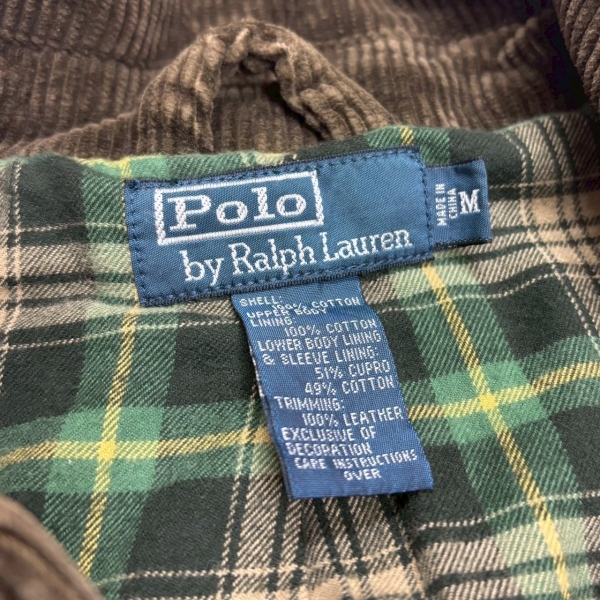 Polo
by Ralph Lauren
MADE IN
CHINA
M
SHELL:
100% COTTON
UPPER BODY
LINING
100% COTTON
LOWER BODY LINING
& SLEEVE LINING:
51% CUPRO
49% COTTON
TRIMMING:
100% LEATHER
EXCLUSIVE OF
DECORATION
CARE INSTRUCTIONS
OVER